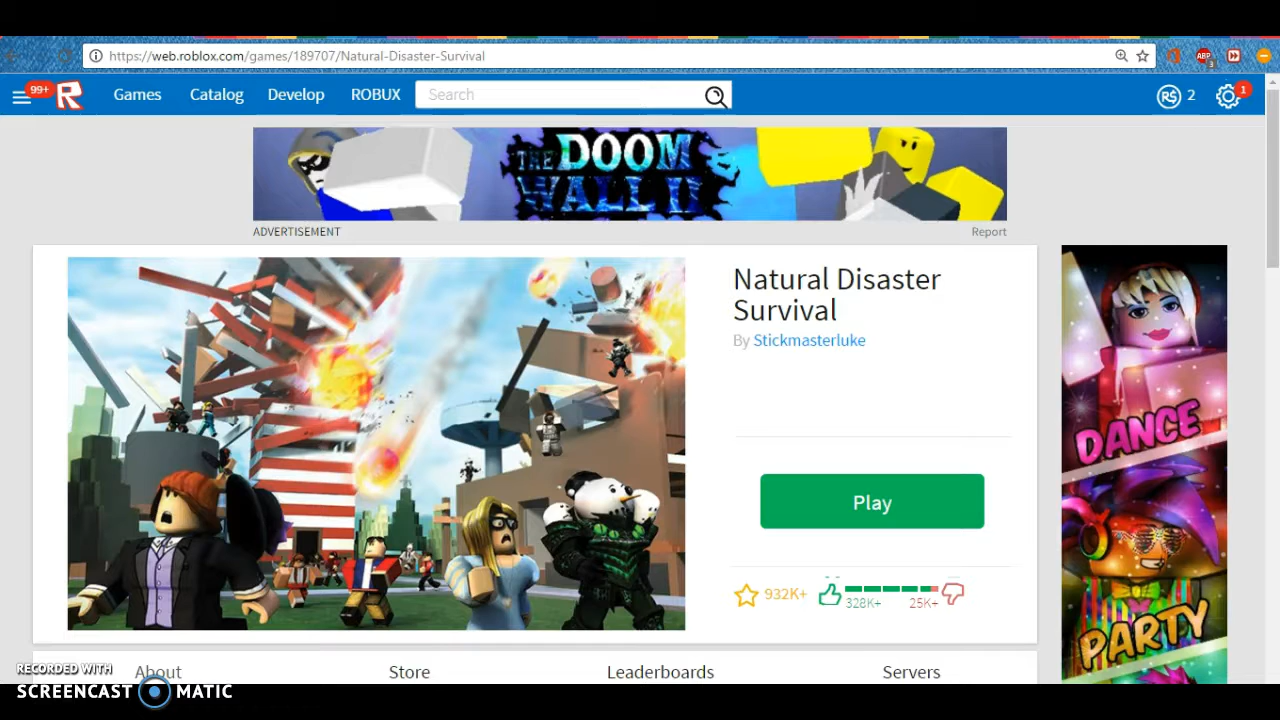 https://web.roblox.com/games/189707/Natural-Disaster-Survival
ABP
3
99+
R
Games
Catalog
Develop
ROBUX
Search
R$
2
1
THE DOOM
WALL II
ADVERTISEMENT
Report
Natural Disaster
Survival
By Stickmasterluke
Play
932K+
328K+
25K+
DANCE
PARTY
About
Store
Leaderboards
Servers
RECORDED WITH
SCREENCAST MATIC